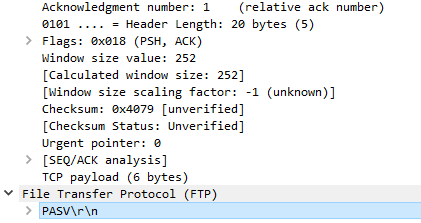 Acknowledgment number: 1    (relative ack number)
0101 .... = Header Length: 20 bytes (5)
Flags: 0x018 (PSH, ACK)
Window size value: 252
[Calculated window size: 252]
[Window size scaling factor: -1 (unknown)]
Checksum: 0x4079 [unverified]
[Checksum Status: Unverified]
Urgent pointer: 0
[SEQ/ACK analysis]
TCP payload (6 bytes)
File Transfer Protocol (FTP)
PASV\r\n